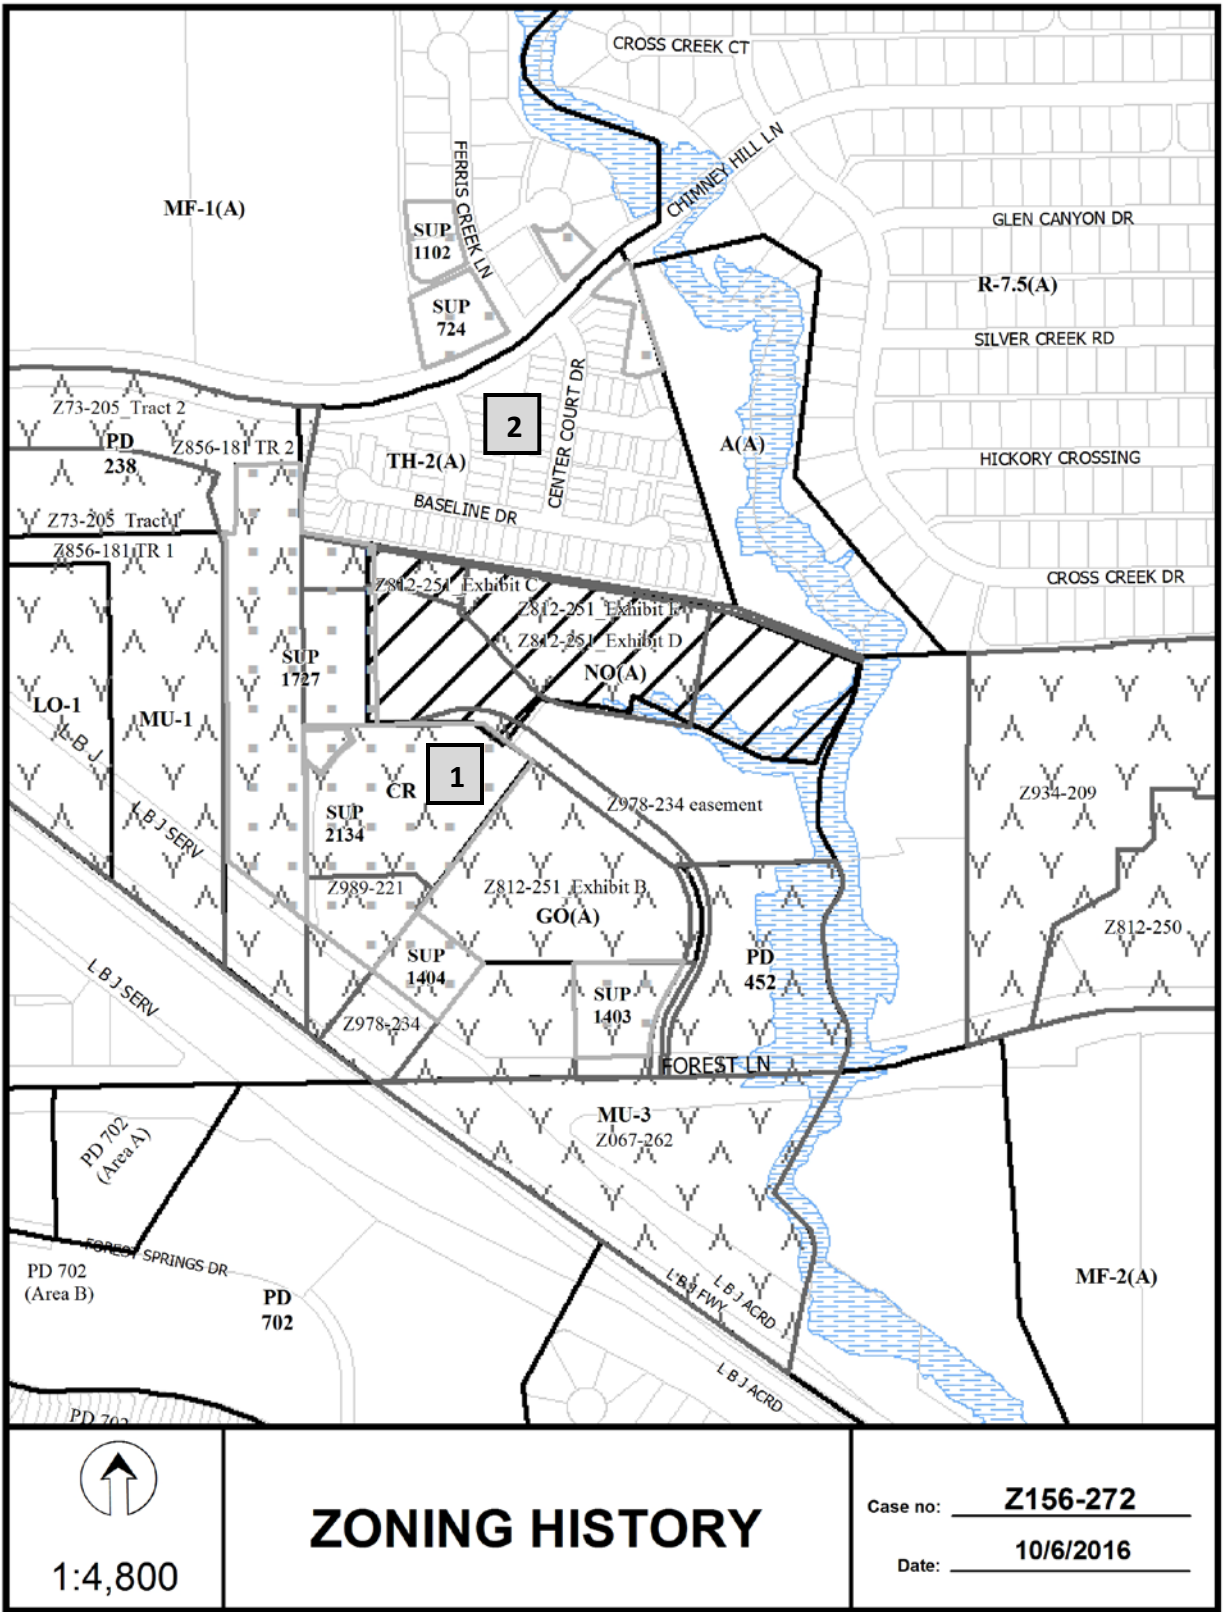 CROSS CREEK CT
CHIMNEY HILL LN
FERRIS CREEK LN
MF-1(A)
GLEN CANYON DR
SUP
1102
R-7.5(A)
SUP
724
SILVER CREEK RD
Z73-205_Tract 2
CENTER COURT DR
2
PD
238
Z856-181 TR 2
A(A)
TH-2(A)
HICKORY CROSSING
BASELINE DR
Z73-205_Tract 1
Z856-181 TR 1
CROSS CREEK DR
Z812-251_Exhibit C
Z812-251_Exhibit D
NO(A)
SUP
1727
LO-1
MU-1
L B J
1
CR
Z978-234 easement
Z934-209
SUP
2134
L B J SERV
Z989-221
Z812-251_Exhibit B
GO(A)
Z812-250
SUP
1404
PD
452
L B J SERV
SUP
1403
Z978-234
FOREST LN
MU-3
Z067-262
PD 702
(Area A)
FOREST SPRINGS DR
PD 702
(Area B)
PD
702
MF-2(A)
L B J FWY
L B J ACRD
L B J ACRD
PD 702
1:4,800
ZONING HISTORY
Case no: Z156-272
Date: 10/6/2016